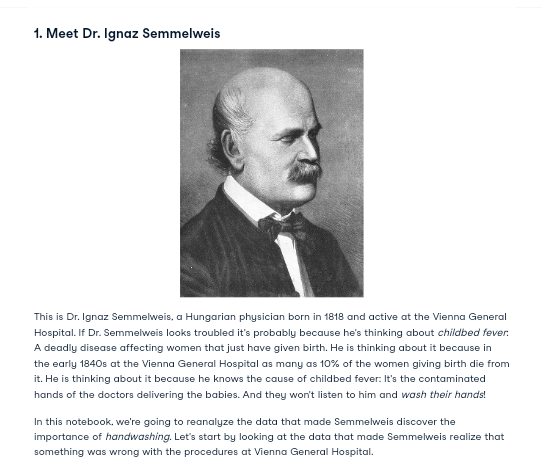 1. Meet Dr. Ignaz Semmelweis
This is Dr. Ignaz Semmelweis, a Hungarian physician born in 1818 and active at the Vienna General
Hospital. If Dr. Semmelweis looks troubled it's probably because he's thinking about childbed fever:
A deadly disease affecting women that just have given birth. He is thinking about it because in
the early 1840s at the Vienna General Hospital as many as 10% of the women giving birth die from
it. He is thinking about it because he knows the cause of childbed fever: It's the contaminated
hands of the doctors delivering the babies. And they won't listen to him and wash their hands!
In this notebook, we're going to reanalyze the data that made Semmelweis discover the
importance of handwashing. Let's start by looking at the data that made Semmelweis realize that
something was wrong with the procedures at Vienna General Hospital.